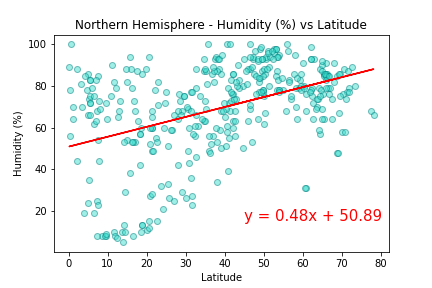 Northern Hemisphere - Humidity (%) vs Latitude
Humidity (%)
100
80
60
40
20
y = 0.48x + 50.89
0 10 20 30 40 50 60 70 80
Latitude